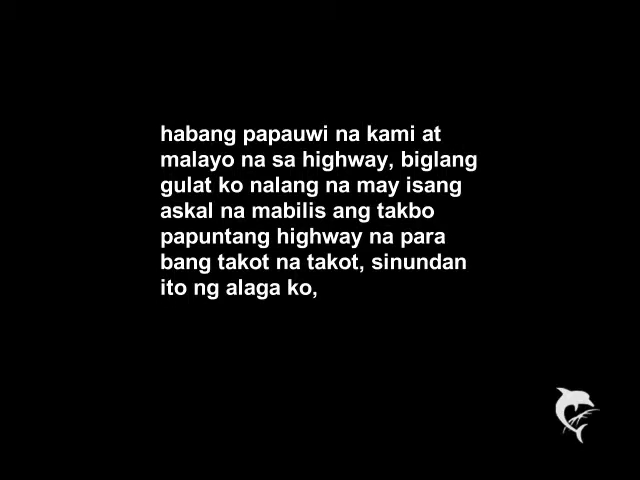 habang papauwi na kami at
malayo na sa highway, biglang
gulat ko nalang na may isang
askal na mabilis ang takbo
papuntang highway na para
bang takot na takot, sinundan
ito ng alaga ko,